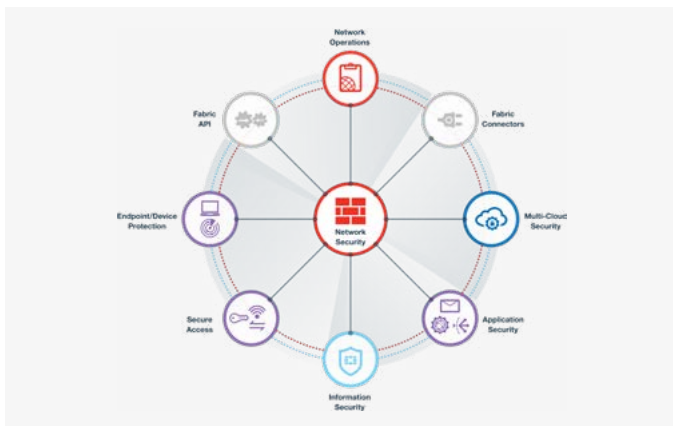 Network
Operations
Fabric
API
Fabric
Connectors
Endpoint/Device
Protection
Network
Security
Multi-Cloud
Security
Secure
Access
Application
Security
Information
Security